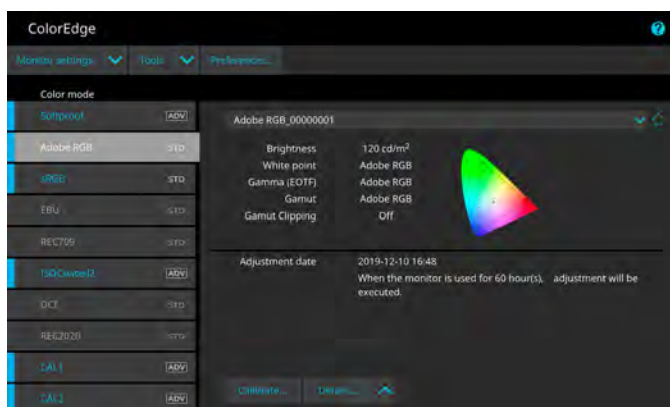 ColorEdge
Monitor settings Tools Preferences...
Color mode
Softproof ADV
Adobe RGB STD
sRGB STD
EBU STD
REC709 STD
ISOCoated2 ADV
DCI STD
REC2020 STD
CAL1 ADV
CAL2 ADV
Adobe RGB_00000001
Brightness 120 cd/m²
White point Adobe RGB
Gamma (EOTF) Adobe RGB
Gamut Adobe RGB
Gamut Clipping Off
Adjustment date 2019-12-10 16:48
When the monitor is used for 60 hour(s), adjustment will be
executed.
Calibrate... Details...